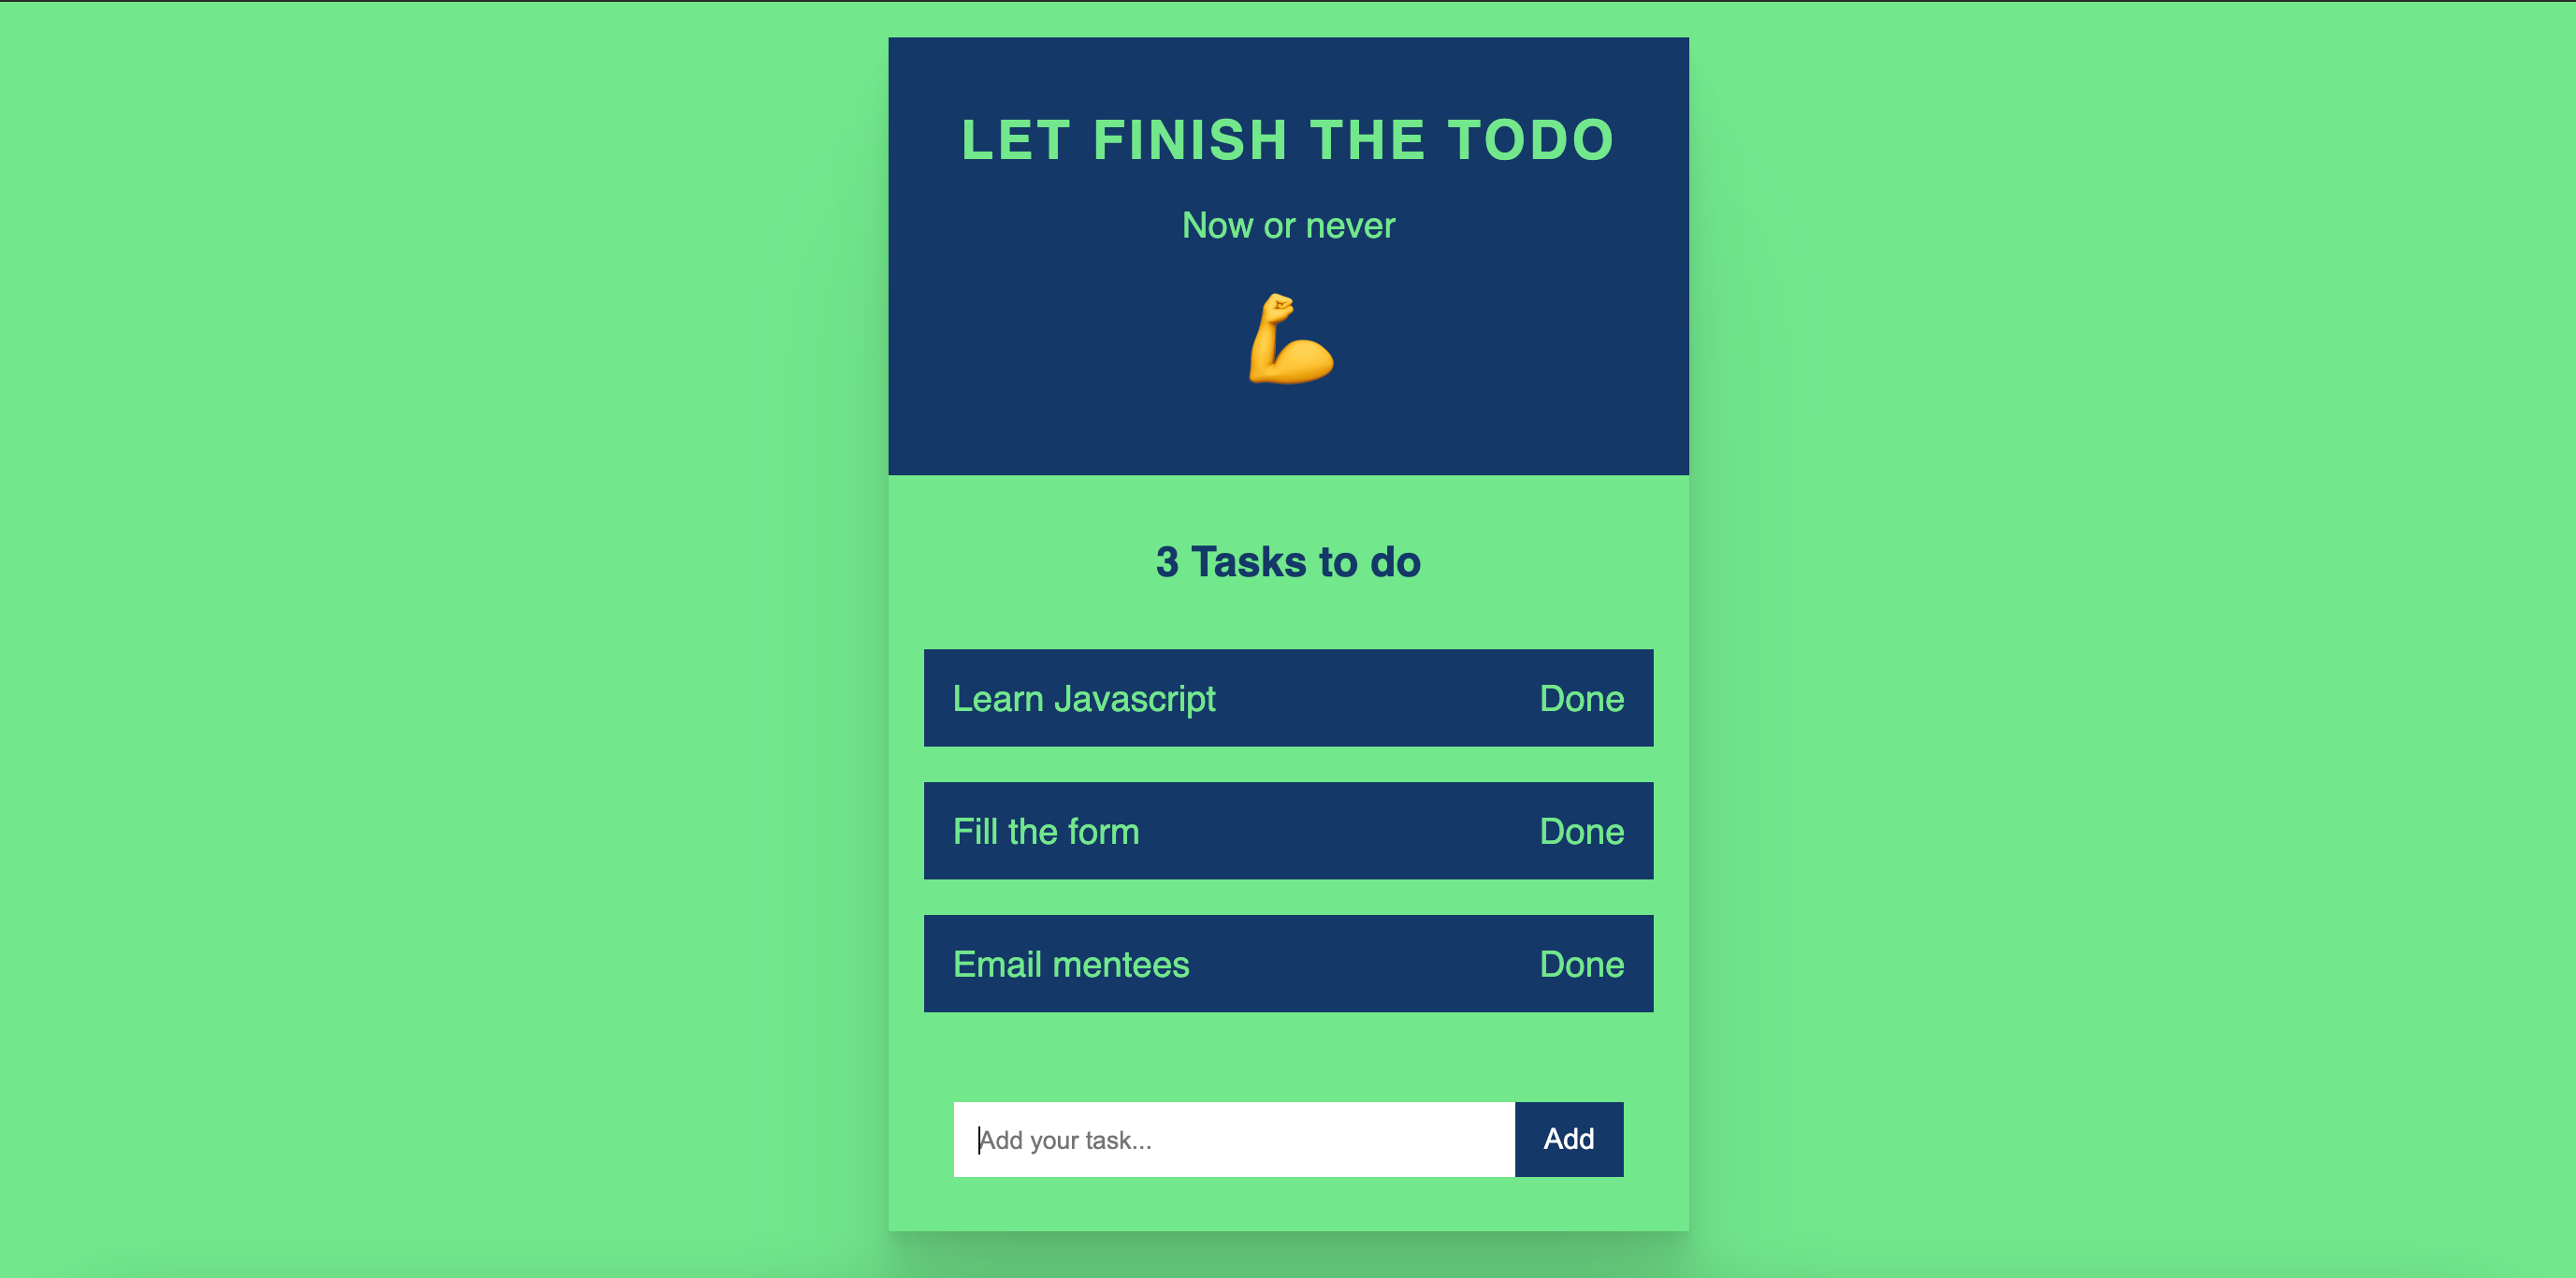 LET FINISH THE TODO
Now or never
3 Tasks to do
Learn Javascript Done
Fill the form Done
Email mentees Done
Add your task... Add